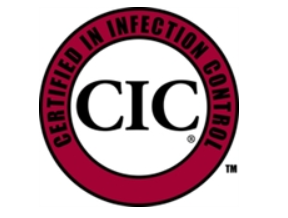 CERTIFIED IN INFECTION CONTROL
CIC
®
™